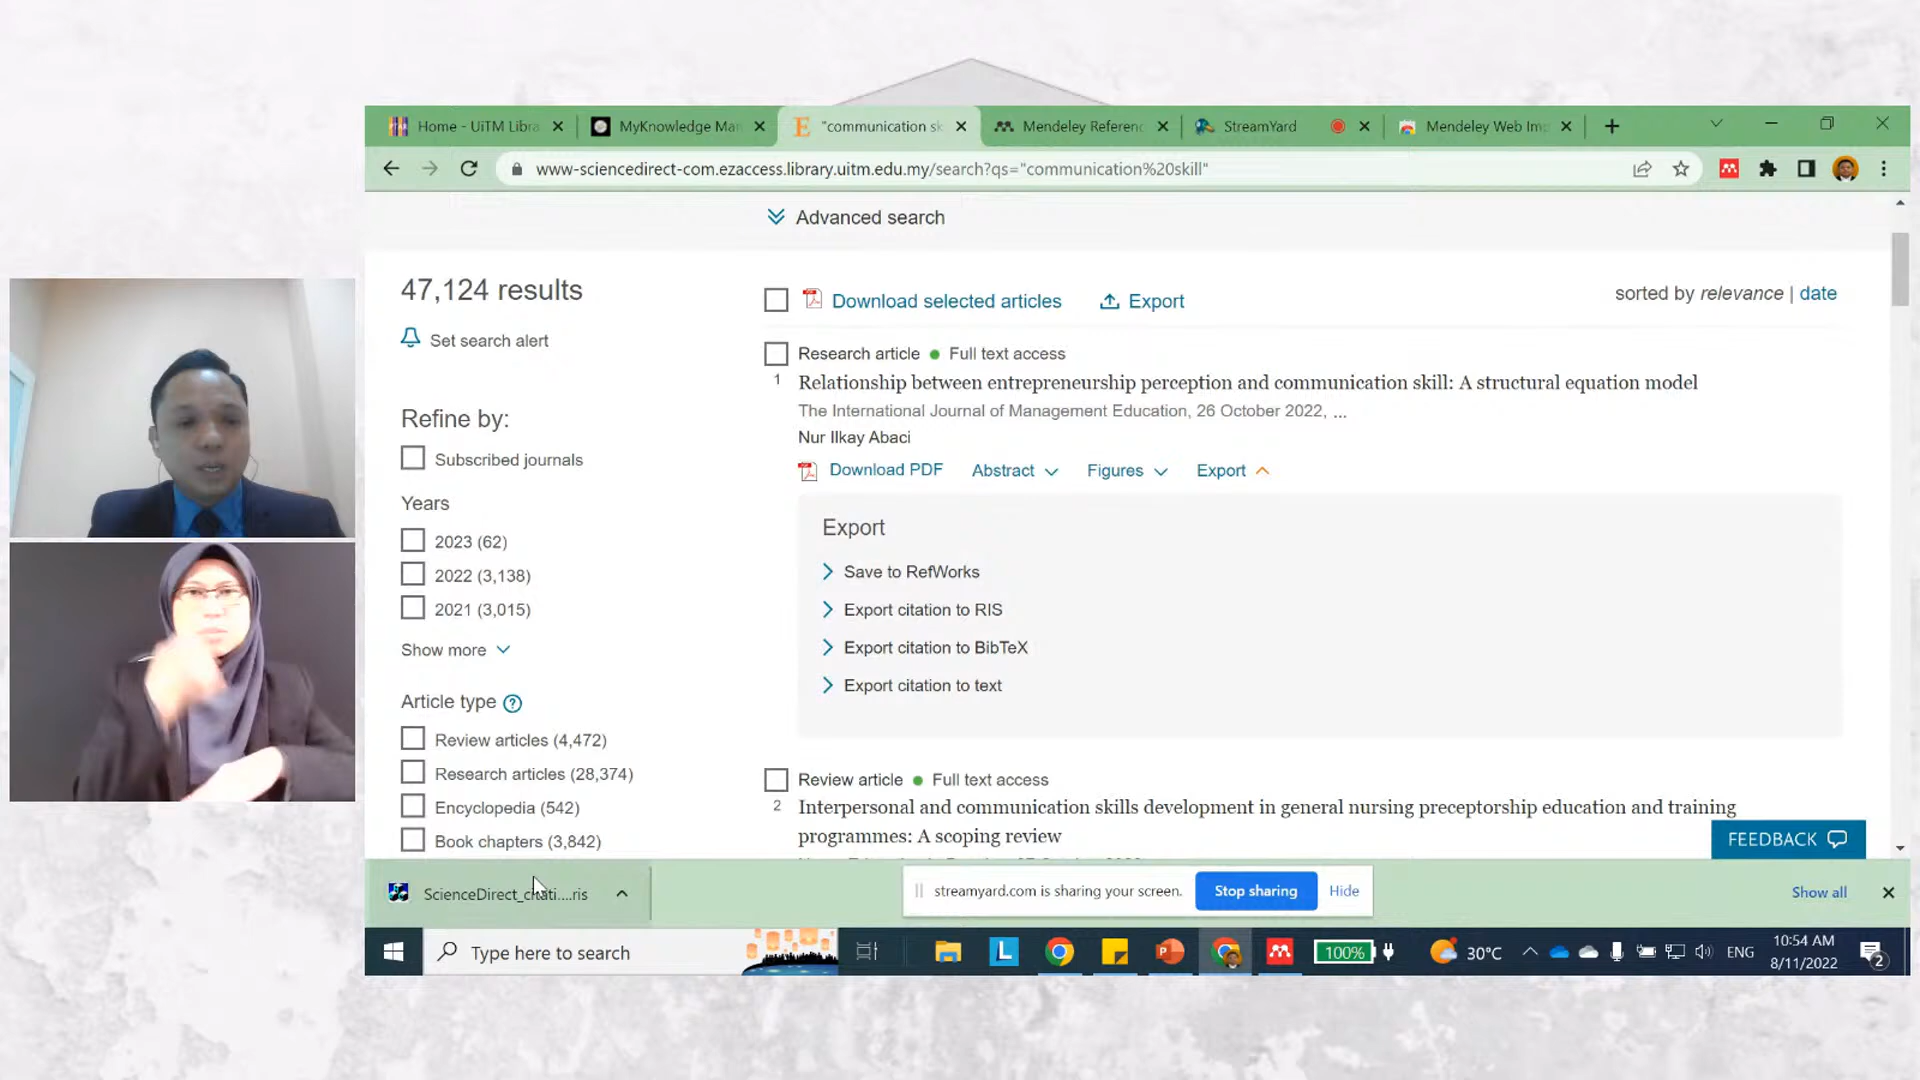 Home - UiTM Libra
MyKnowledge Man
"communication sk
Mendeley Referenc
StreamYard
Mendeley Web Imp
www-sciencedirect-com.ezaccess.library.uitm.edu.my/search?qs="communication%20skill"
Advanced search
47,124 results
Set search alert
Refine by:
Subscribed journals
Years
2023 (62)
2022 (3,138)
2021 (3,015)
Show more
Article type
Review articles (4,472)
Research articles (28,374)
Encyclopedia (542)
Book chapters (3,842)
Download selected articles
Export
sorted by relevance | date
Research article
Full text access
1
Relationship between entrepreneurship perception and communication skill: A structural equation model
The International Journal of Management Education, 26 October 2022, ...
Nur Ilkay Abaci
Download PDF
Abstract
Figures
Export
Export
Save to RefWorks
Export citation to RIS
Export citation to BibTeX
Export citation to text
Review article
Full text access
2
Interpersonal and communication skills development in general nursing preceptorship education and training
programmes: A scoping review
FEEDBACK
ScienceDirect_citati....ris
streamyard.com is sharing your screen.
Stop sharing
Hide
Show all
Type here to search
L
100%
30°C
ENG
10:54 AM
8/11/2022
2